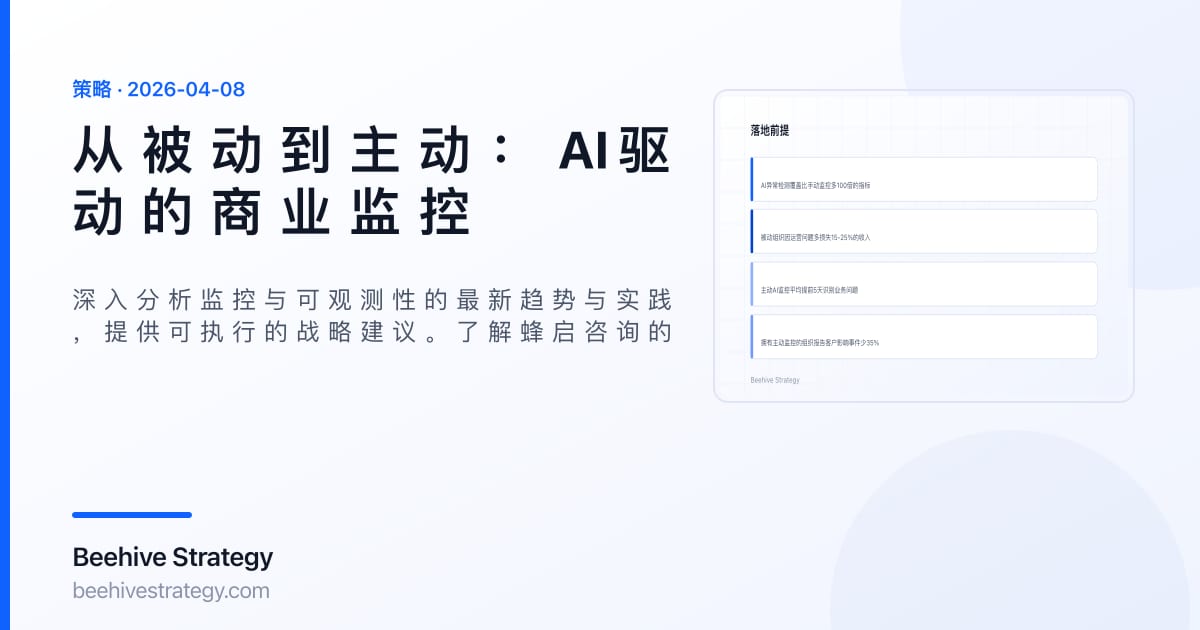 策略 · 2026-04-08
从被动到主动： AI驱
动的商业监控
深入分析监控与可观测性的最新趋势与实践
，提供可执行的战略建议。了解蜂启咨询的
落地前提
AI异常检测覆盖比手动监控多100倍的指标
被动组织因运营问题多损失15-25%的收入
主动AI监控平均提前5天识别业务问题
拥有主动监控的组织报告客户影响事件少35%
Beehive Strategy
Beehive Strategy
beehivestrategy.com